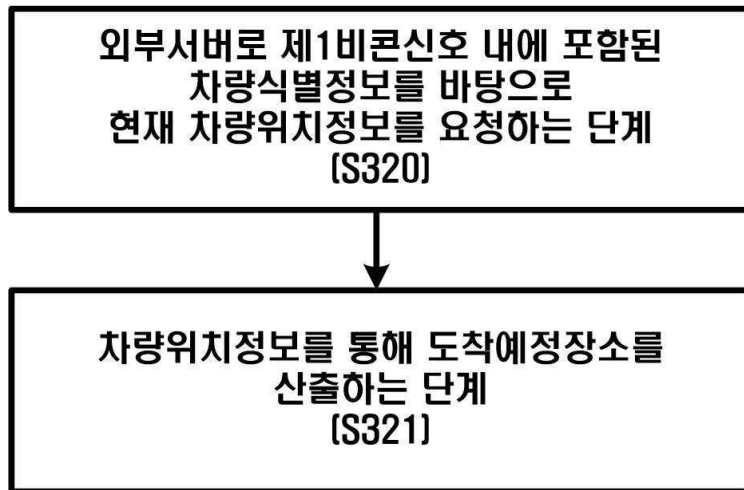 외부서버로 제1비콘신호 내에 포함된
차량식별정보를 바탕으로
현재 차량위치정보를 요청하는 단계
(S320)
차량위치정보를 통해 도착예정장소를
산출하는 단계
(S321)